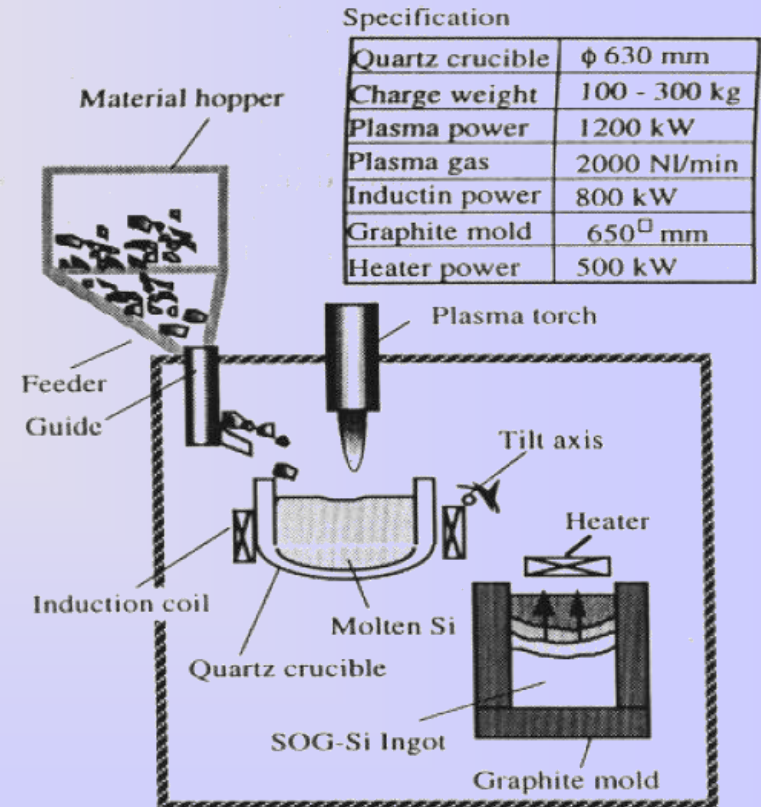 Specification
Quartz crucible ϕ 630 mm
Charge weight 100 - 300 kg
Plasma power 1200 kW
Plasma gas 2000 Nl/min
Inductin power 800 kW
Graphite mold 650□ mm
Heater power 500 kW
Material hopper
Plasma torch
Feeder
Guide
Tilt axis
Heater
Induction coil
Molten Si
Quartz crucible
SOG-Si Ingot
Graphite mold